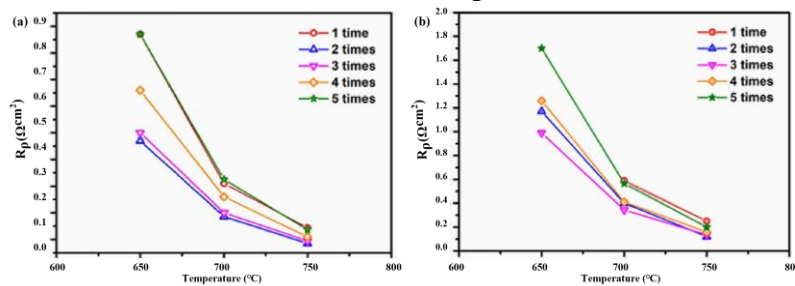 (a)
0.9
0.8
0.7
0.6
0.5
0.4
0.3
0.2
0.1
0.0
Rρ(Ωcm²)
1 time
2 times
3 times
4 times
5 times
600 650 700 750 800
Temperature (°C)
(b)
2.0
1.8
1.6
1.4
1.2
1.0
0.8
0.6
0.4
0.2
0.0
Rρ(Ωcm²)
1 time
2 times
3 times
4 times
5 times
600 650 700 750 80
Temperature (°C)